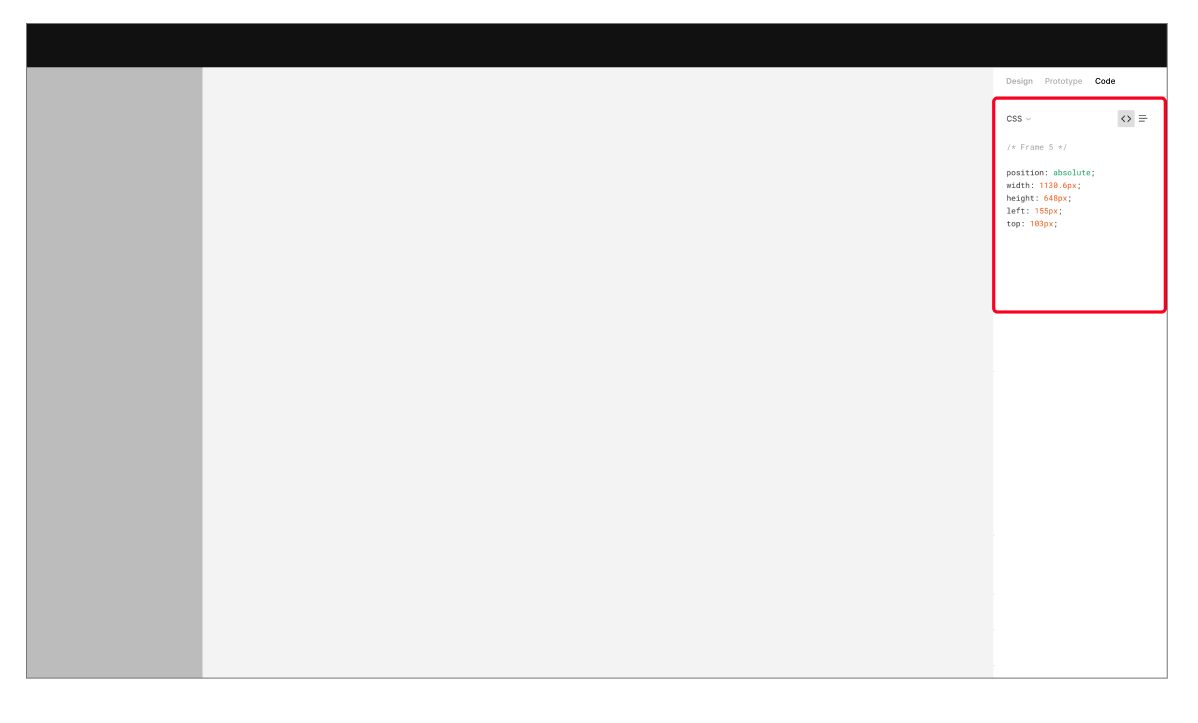 Design Prototype Code
CSS
/* Frame 5 */
position: absolute;
width: 1130.6px;
height: 648px;
left: 155px;
top: 103px;